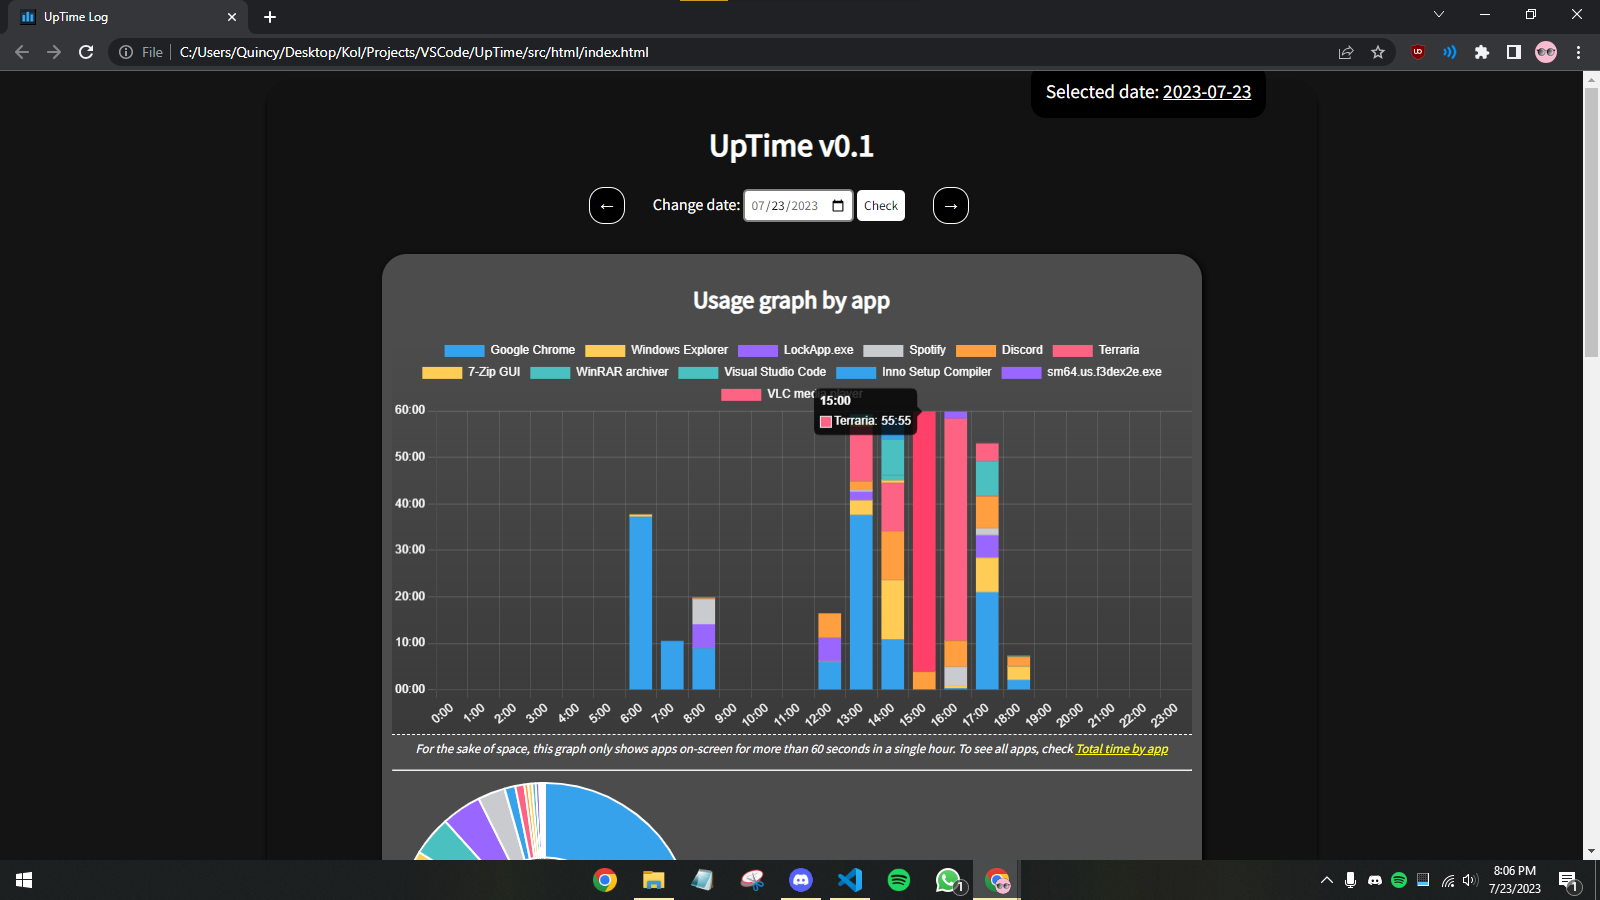 UpTime Log
File
C:/Users/Quincy/Desktop/Kol/Projects/VSCode/UpTime/src/html/index.html
Selected date: 2023-07-23
UpTime v0.1
← Change date: 07/23/2023 Check →
Usage graph by app
Google Chrome Windows Explorer LockApp.exe Spotify Discord Terraria
7-Zip GUI WinRAR archiver Visual Studio Code Inno Setup Compiler sm64.us.f3dex2e.exe
VLC media player
15:00
Terraria: 55:55
60:00
50:00
40:00
30:00
20:00
10:00
00:00
0:00 1:00 2:00 3:00 4:00 5:00 6:00 7:00 8:00 9:00 10:00 11:00 12:00 13:00 14:00 15:00 16:00 17:00 18:00 19:00 20:00 21:00 22:00 23:00
For the sake of space, this graph only shows apps on-screen for more than 60 seconds in a single hour. To see all apps, check Total time by app
1
8:06 PM
7/23/2023
1